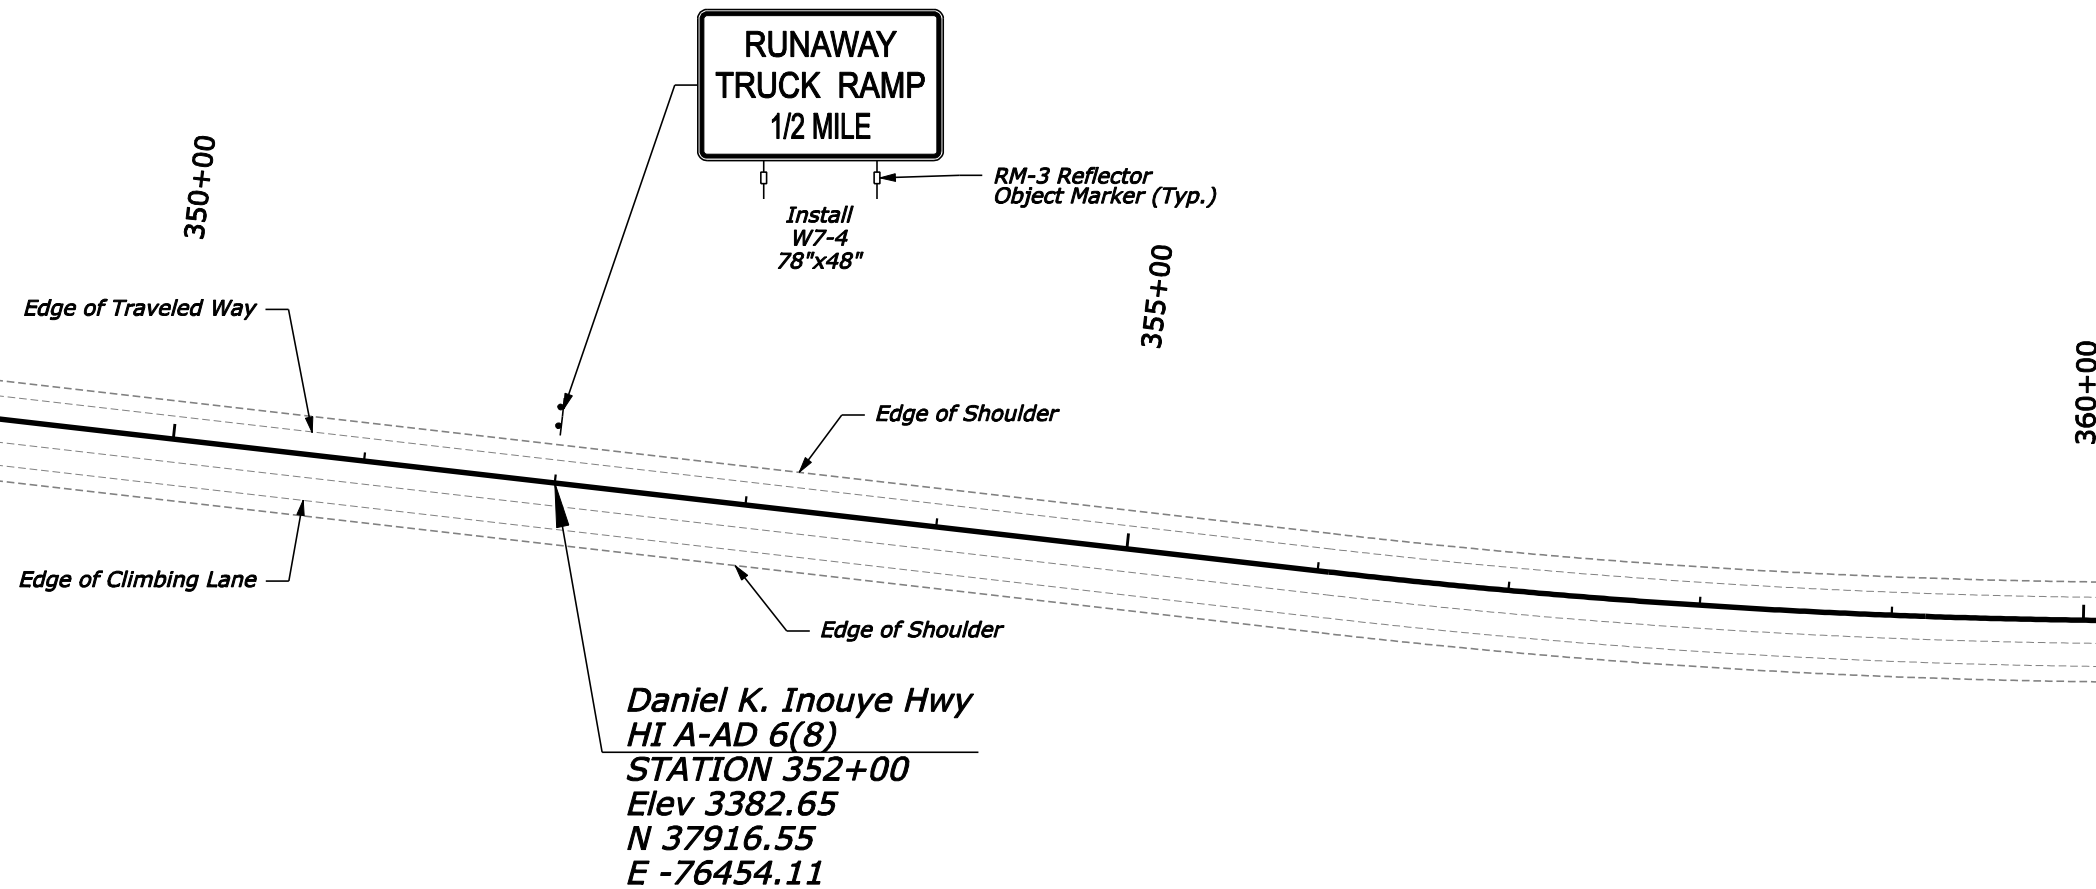 RUNAWAY
TRUCK RAMP
1/2 MILE
350+00
RM-3 Reflector
Object Marker (Typ.)
Install
W7-4
78"x48"
355+00
Edge of Traveled Way
360+00
Edge of Shoulder
Edge of Climbing Lane
Edge of Shoulder
Daniel K. Inouye Hwy
HI A-AD 6(8)
STATION 352+00
Elev 3382.65
N 37916.55
E -76454.11